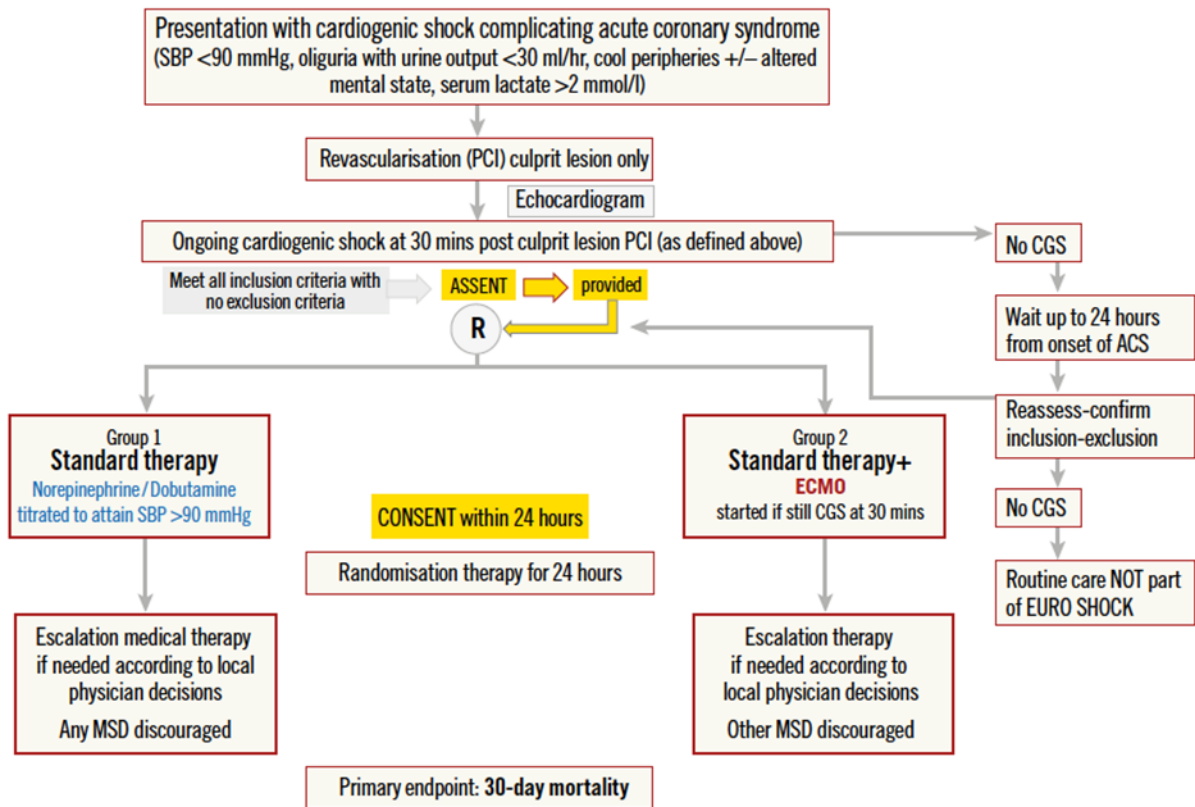 Presentation with cardiogenic shock complicating acute coronary syndrome
(SBP <90 mmHg, oliguria with urine output <30 ml/hr, cool peripheries +/– altered
mental state, serum lactate >2 mmol/l)
Revascularisation (PCI) culprit lesion only
Echocardiogram
Ongoing cardiogenic shock at 30 mins post culprit lesion PCI (as defined above)
No CGS
Meet all inclusion criteria with
no exclusion criteria
ASSENT
provided
R
Wait up to 24 hours
from onset of ACS
Reassess-confirm
inclusion-exclusion
No CGS
Routine care NOT part
of EURO SHOCK
Group 1
Standard therapy
Norepinephrine/Dobutamine
titrated to attain SBP >90 mmHg
CONSENT within 24 hours
Randomisation therapy for 24 hours
Group 2
Standard therapy+
ECMO
started if still CGS at 30 mins
Escalation medical therapy
if needed according to local
physician decisions
Any MSD discouraged
Escalation therapy
if needed according to
local physician decisions
Other MSD discouraged
Primary endpoint: 30-day mortality